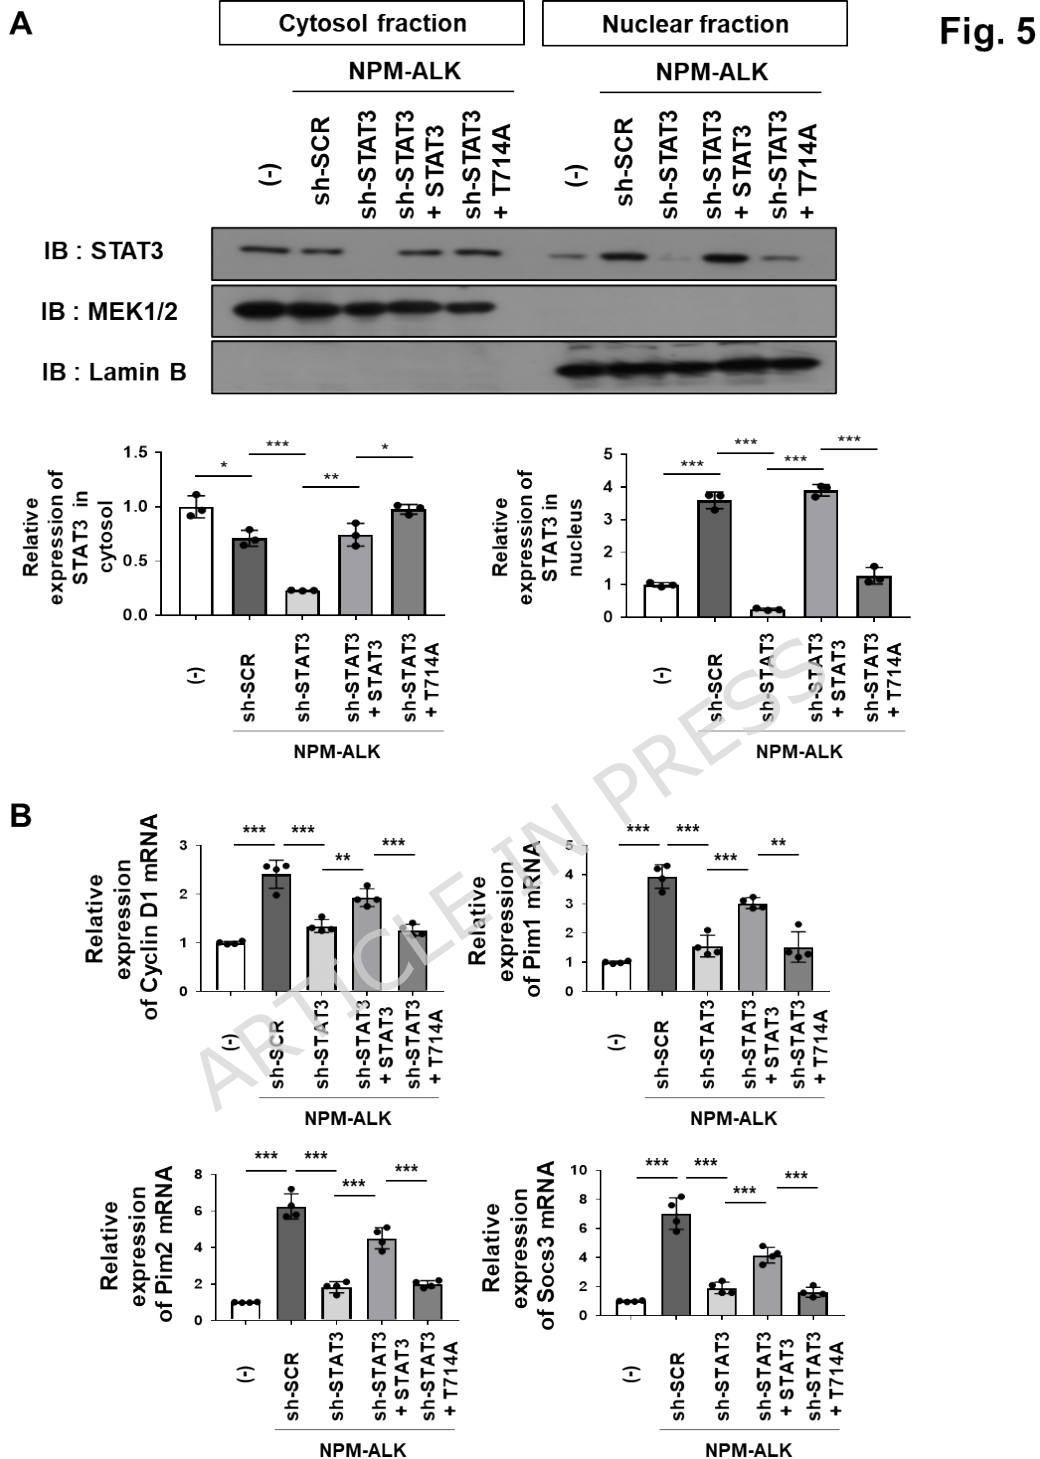 A
Cytosol fraction
Nuclear fraction
Fig. 5
NPM-ALK
NPM-ALK
(-)
sh-SCR
sh-STAT3
sh-STAT3
+ STAT3
sh-STAT3
+ T714A
(-)
sh-SCR
sh-STAT3
sh-STAT3
+ STAT3
sh-STAT3
+ T714A
IB : STAT3
IB : MEK1/2
IB : Lamin B
Relative
expression of
STAT3 in
cytosol
1.5
1.0
0.5
0.0
*
***
**
*
(-)
sh-SCR
sh-STAT3
sh-STAT3
+ STAT3
sh-STAT3
+ T714A
NPM-ALK
Relative
expression of
STAT3 in
nucleus
5
4
3
2
1
0
***
***
***
***
(-)
sh-SCR
sh-STAT3
sh-STAT3
+ STAT3
sh-STAT3
+ T714A
NPM-ALK
ARTICLE IN PRESS
B
Relative
expression
of Cyclin D1 mRNA
3
2
1
0
***
***
**
***
(-)
sh-SCR
sh-STAT3
sh-STAT3
+ STAT3
sh-STAT3
+ T714A
NPM-ALK
Relative
expression
of Pim1 mRNA
5
4
3
2
1
0
***
***
***
**
(-)
sh-SCR
sh-STAT3
sh-STAT3
+ STAT3
sh-STAT3
+ T714A
NPM-ALK
Relative
expression
of Pim2 mRNA
8
6
4
2
0
***
***
***
***
(-)
sh-SCR
sh-STAT3
sh-STAT3
+ STAT3
sh-STAT3
+ T714A
NPM-ALK
Relative
expression
of Socs3 mRNA
10
8
6
4
2
0
***
***
***
***
(-)
sh-SCR
sh-STAT3
sh-STAT3
+ STAT3
sh-STAT3
+ T714A
NPM-ALK